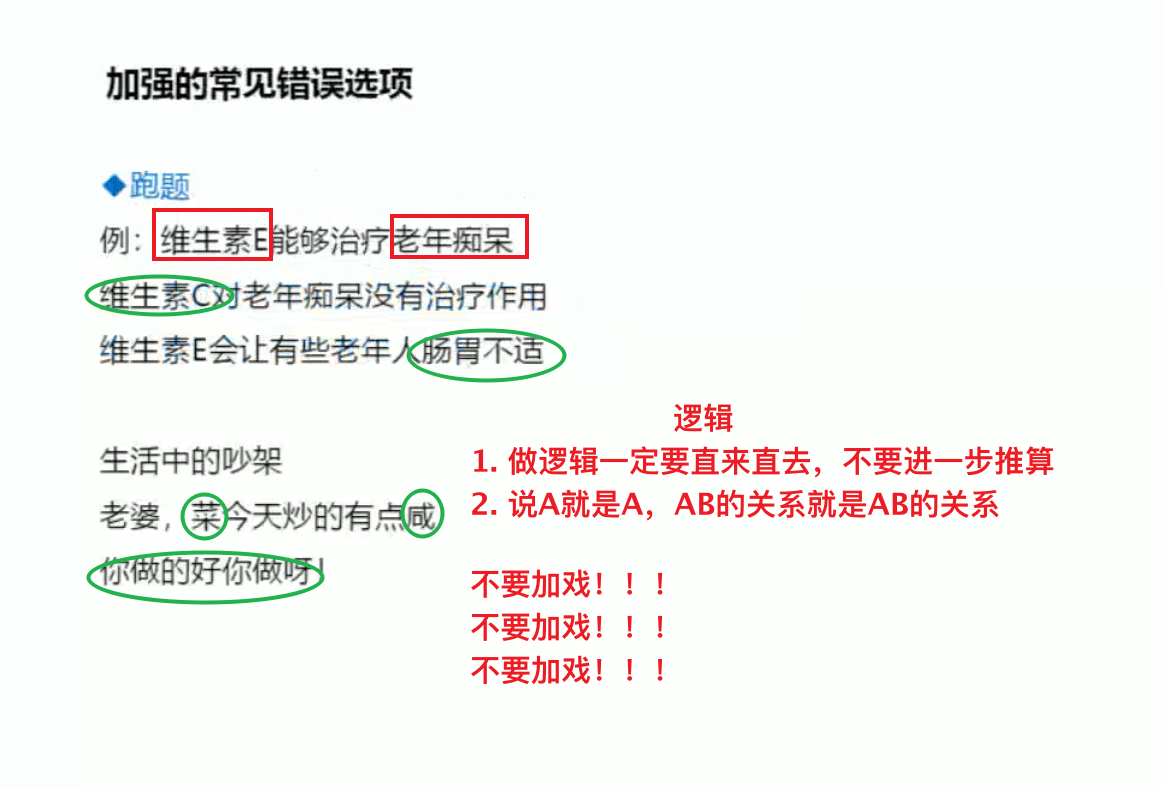 加强的常见错误选项
◆跑题
例：维生素E能够治疗老年痴呆
维生素C对老年痴呆没有治疗作用
维生素E会让有些老年人肠胃不适
生活中的吵架
老婆，菜今天炒的有点咸
你做的好你做呀！
逻辑
1. 做逻辑一定要直来直去，不要进一步推算
2. 说A就是A，AB的关系就是AB的关系
不要加戏！！！
不要加戏！！！
不要加戏！！！